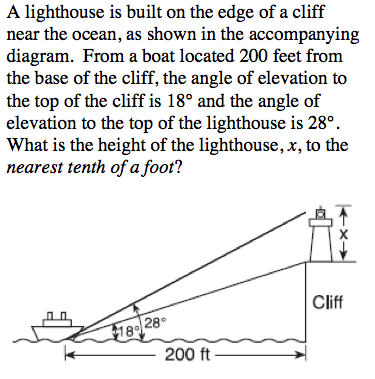 A lighthouse is built on the edge of a cliff
near the ocean, as shown in the accompanying
diagram. From a boat located 200 feet from
the base of the cliff, the angle of elevation to
the top of the cliff is 18° and the angle of
elevation to the top of the lighthouse is 28°.
What is the height of the lighthouse, x, to the
nearest tenth of a foot?
x
Cliff
28°
18°
200 ft